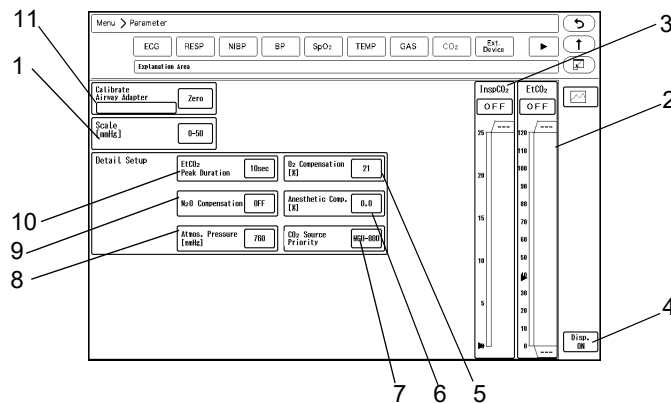 11
1
3
2
4
10
9
8
7
6
5
Menu > Parameter
ECG RESP NIBP BP SpO₂ TEMP GAS CO₂ Ext. Device
Explanation Area
Calibrate
Airway Adapter
Zero
Scale
[mmHg]
0-50
Detail Setup
EtCO₂
Peak Duration
10sec
O₂ Compensation
[%]
21
N₂O Compensation
OFF
Anesthetic Comp.
[%]
0.0
Atmos. Pressure
[mmHg]
760
CO₂ Source
Priority
MGU-800
InspCO₂
OFF
---
25
20
15
10
5
0
EtCO₂
OFF
---
120
110
100
90
80
70
60
50
30
20
10
0
---
Disp.
ON